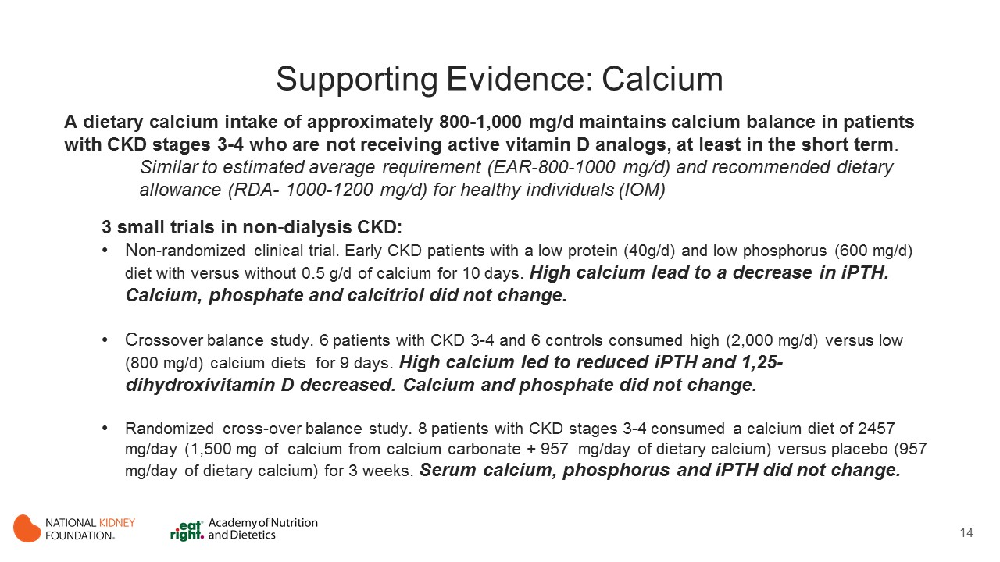 Supporting Evidence: Calcium
A dietary calcium intake of approximately 800-1,000 mg/d maintains calcium balance in patients
with CKD stages 3-4 who are not receiving active vitamin D analogs, at least in the short term.
Similar to estimated average requirement (EAR-800-1000 mg/d) and recommended dietary
allowance (RDA- 1000-1200 mg/d) for healthy individuals (IOM)
3 small trials in non-dialysis CKD:
• Non-randomized clinical trial. Early CKD patients with a low protein (40g/d) and low phosphorus (600 mg/d)
diet with versus without 0.5 g/d of calcium for 10 days. High calcium lead to a decrease in iPTH.
Calcium, phosphate and calcitriol did not change.
• Crossover balance study. 6 patients with CKD 3-4 and 6 controls consumed high (2,000 mg/d) versus low
(800 mg/d) calcium diets for 9 days. High calcium led to reduced iPTH and 1,25-
dihydroxivitamin D decreased. Calcium and phosphate did not change.
• Randomized cross-over balance study. 8 patients with CKD stages 3-4 consumed a calcium diet of 2457
mg/day (1,500 mg of calcium from calcium carbonate + 957 mg/day of dietary calcium) versus placebo (957
mg/day of dietary calcium) for 3 weeks. Serum calcium, phosphorus and iPTH did not change.
NATIONAL KIDNEY
FOUNDATION®
eat
right.
Academy of Nutrition
and Dietetics
14